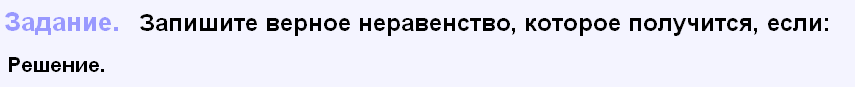 Задание. Запишите верное неравенство, которое получится, если:
Решение.